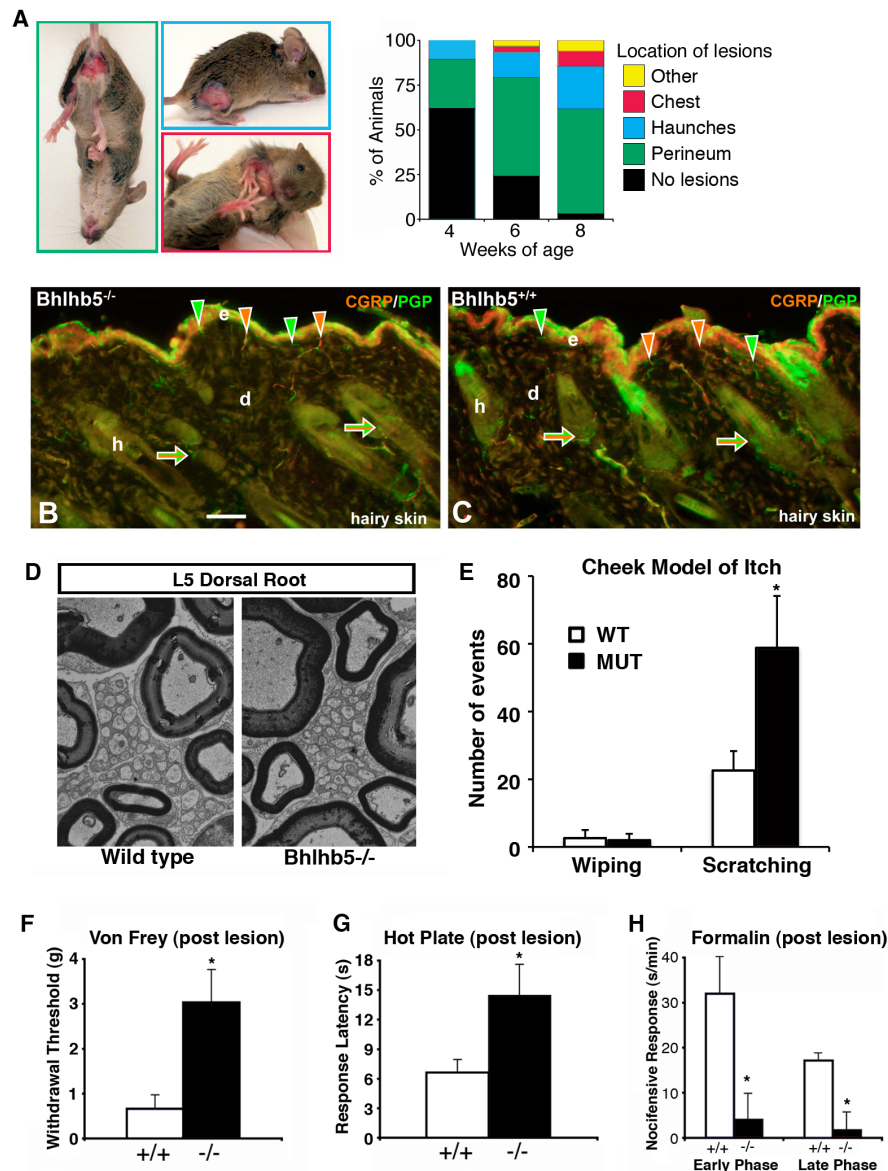 A
% of Animals
100
75
50
25
0
4 6 8
Weeks of age
Location of lesions
Other
Chest
Haunches
Perineum
No lesions
Bhlhb5-/-
CGRP/PGP
e
d
h
B
hairy skin
Bhlhb5+/+
CGRP/PGP
e
d
h
C
hairy skin
D
L5 Dorsal Root
Wild type
Bhlhb5-/-
E
Cheek Model of Itch
Number of events
80
60
40
20
0
WT
MUT
*
Wiping
Scratching
F
Von Frey (post lesion)
Withdrawal Threshold (g)
4
3
2
1
0
*
+/+ -/-
G
Hot Plate (post lesion)
Response Latency (s)
18
15
12
9
6
3
0
*
+/+ -/-
H
Formalin (post lesion)
Nocifensive Response (s/min)
40
30
20
10
0
*
*
+/+ -/- +/+ -/-
Early Phase Late Phase